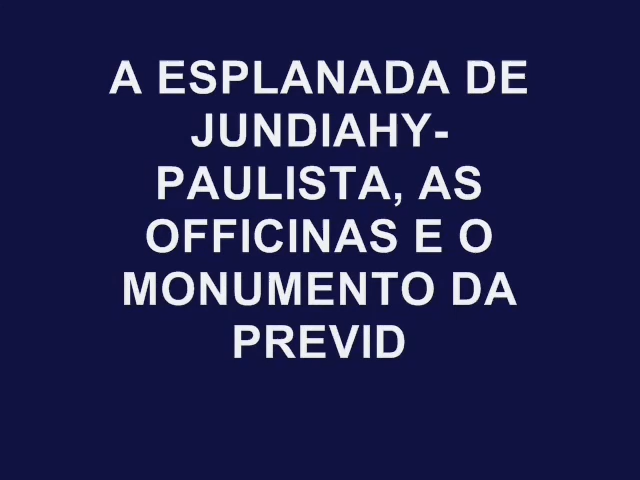 A ESPLANADA DE
JUNDIAHY-
PAULISTA, AS
OFFICINAS E O
MONUMENTO DA
PREVID